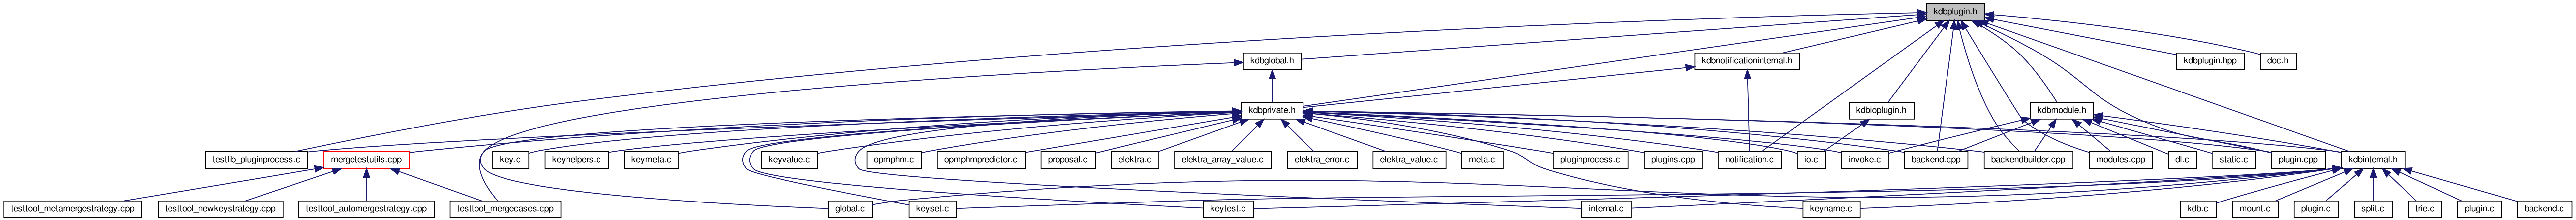 kdbplugin.h
kdbglobal.h
kdbnotificationinternal.h
kdbplugin.hpp
doc.h
kdbprivate.h
kdbioplugin.h
kdbmodule.h
testlib_pluginprocess.c
mergetestutils.cpp
key.c
keyhelpers.c
keymeta.c
keyvalue.c
opmphm.c
opmphmpredictor.c
proposal.c
elektra.c
elektra_array_value.c
elektra_error.c
elektra_value.c
meta.c
pluginprocess.c
plugins.cpp
notification.c
io.c
invoke.c
backend.cpp
backendbuilder.cpp
modules.cpp
dl.c
static.c
plugin.cpp
kdbinternal.h
testtool_metamergestrategy.cpp
testtool_newkeystrategy.cpp
testtool_automergestrategy.cpp
testtool_mergecases.cpp
global.c
keyset.c
keytest.c
internal.c
keyname.c
kdb.c
mount.c
plugin.c
split.c
trie.c
plugin.c
backend.c